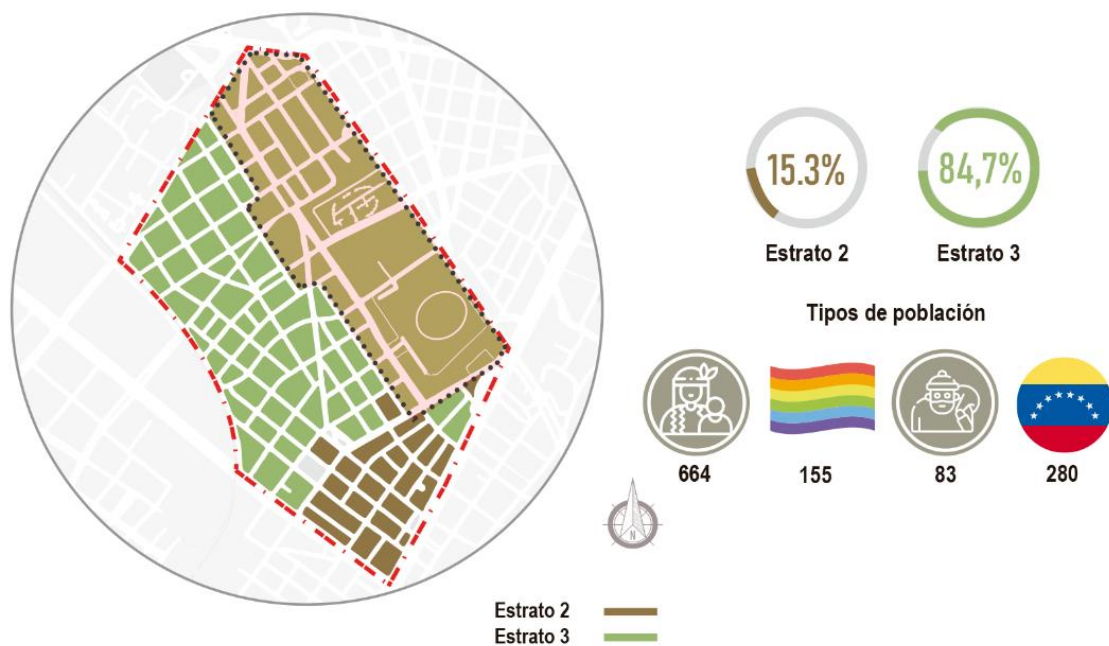 15.3%
84,7%
Estrato 2
Estrato 3
Tipos de población
664
155
83
280
N
Estrato 2
Estrato 3